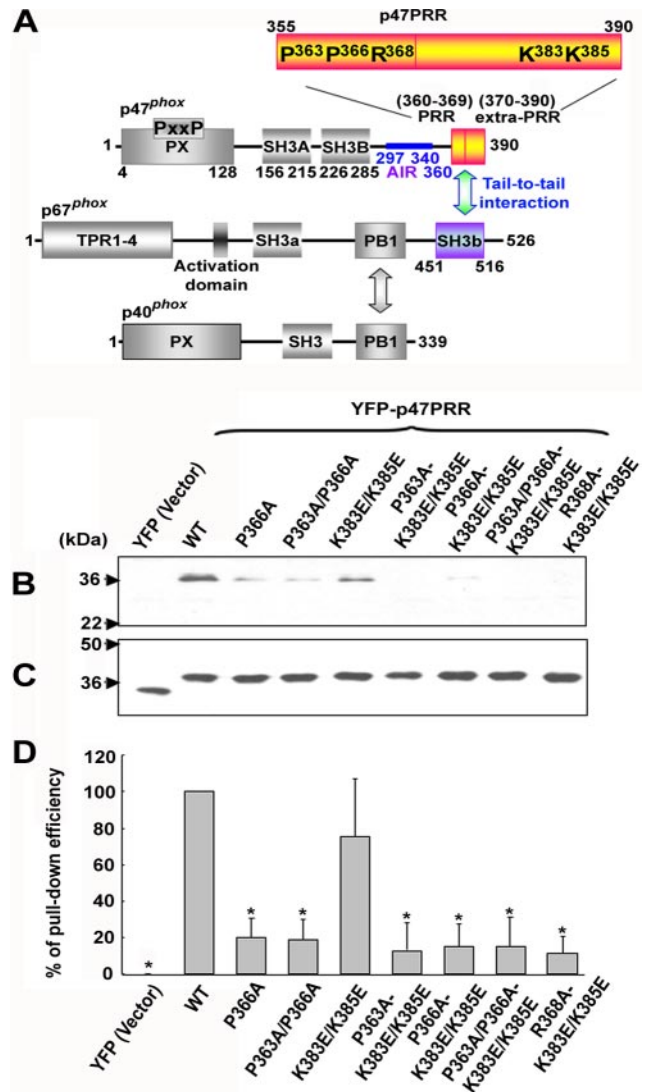 A
p47PRR
355
390
P363P366R368
K383K385
(360-369) (370-390)
PRR extra-PRR
p47phox
PxxP
1
PX
SH3A
SH3B
390
4
128
156
215
226
285
297 340
AIR 360
Tail-to-tail
interaction
p67phox
1
TPR1-4
SH3a
PB1
SH3b
526
Activation
domain
451
516
p40phox
1
PX
SH3
PB1
339
YFP-p47PRR
YFP (Vector)
WT
P366A
P363A/P366A
K383E/K385E
P363A-
K383E/K385E
P366A-
K383E/K385E
P363A/P366A-
K383E/K385E
R368A-
K383E/K385E
(kDa)
B
36
22
C
50
36
D
% of pull-down efficiency
120
100
80
60
40
20
0
*
*
*
*
*
*
*
YFP (Vector)
WT
P366A
P363A/P366A
K383E/K385E
P363A-
K383E/K385E
P366A-
K383E/K385E
P363A/P366A-
K383E/K385E
R368A-
K383E/K385E